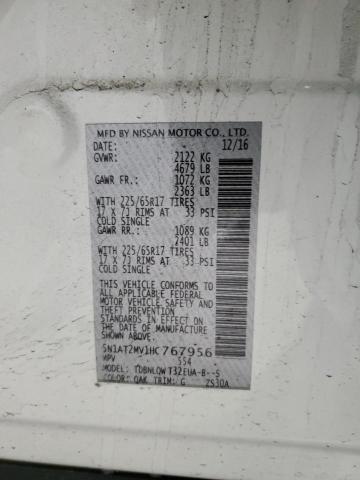 MFD BY NISSAN MOTOR CO., LTD.
DATE: 12/16
GVWR: 2122 KG
4679 LB
GAWR FR.: 1072 KG
2363 LB
WITH 225/65R17 TIRES
17 X 7J RIMS AT 33 PSI
COLD SINGLE
GAWR RR.: 1089 KG
2401 LB
WITH 225/65R17 TIRES
17 X 7J RIMS AT 33 PSI
COLD SINGLE
THIS VEHICLE CONFORMS TO
ALL APPLICABLE FEDERAL
MOTOR VEHICLE SAFETY AND
THEFT PREVENTION
STANDARDS IN EFFECT ON
THE DATE OF MANUFACTURE
SHOWN ABOVE.
5N1AT2MV1HC767956
MPV 554
TDBNLQW T32EUA-B--S
COLOR: QAK TRIM: G ZS30A